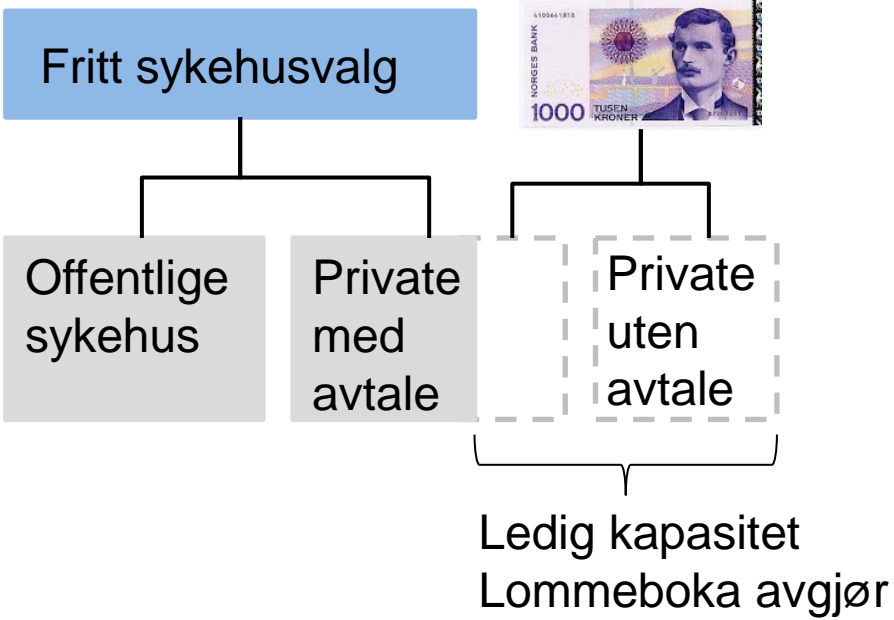 Fritt sykehusvalg
4100661818
NORGES BANK
1000
TUSEN
KRONER
Offentlige
sykehus
Private
med
avtale
Private
uten
avtale
Ledig kapasitet
Lommeboka avgjør